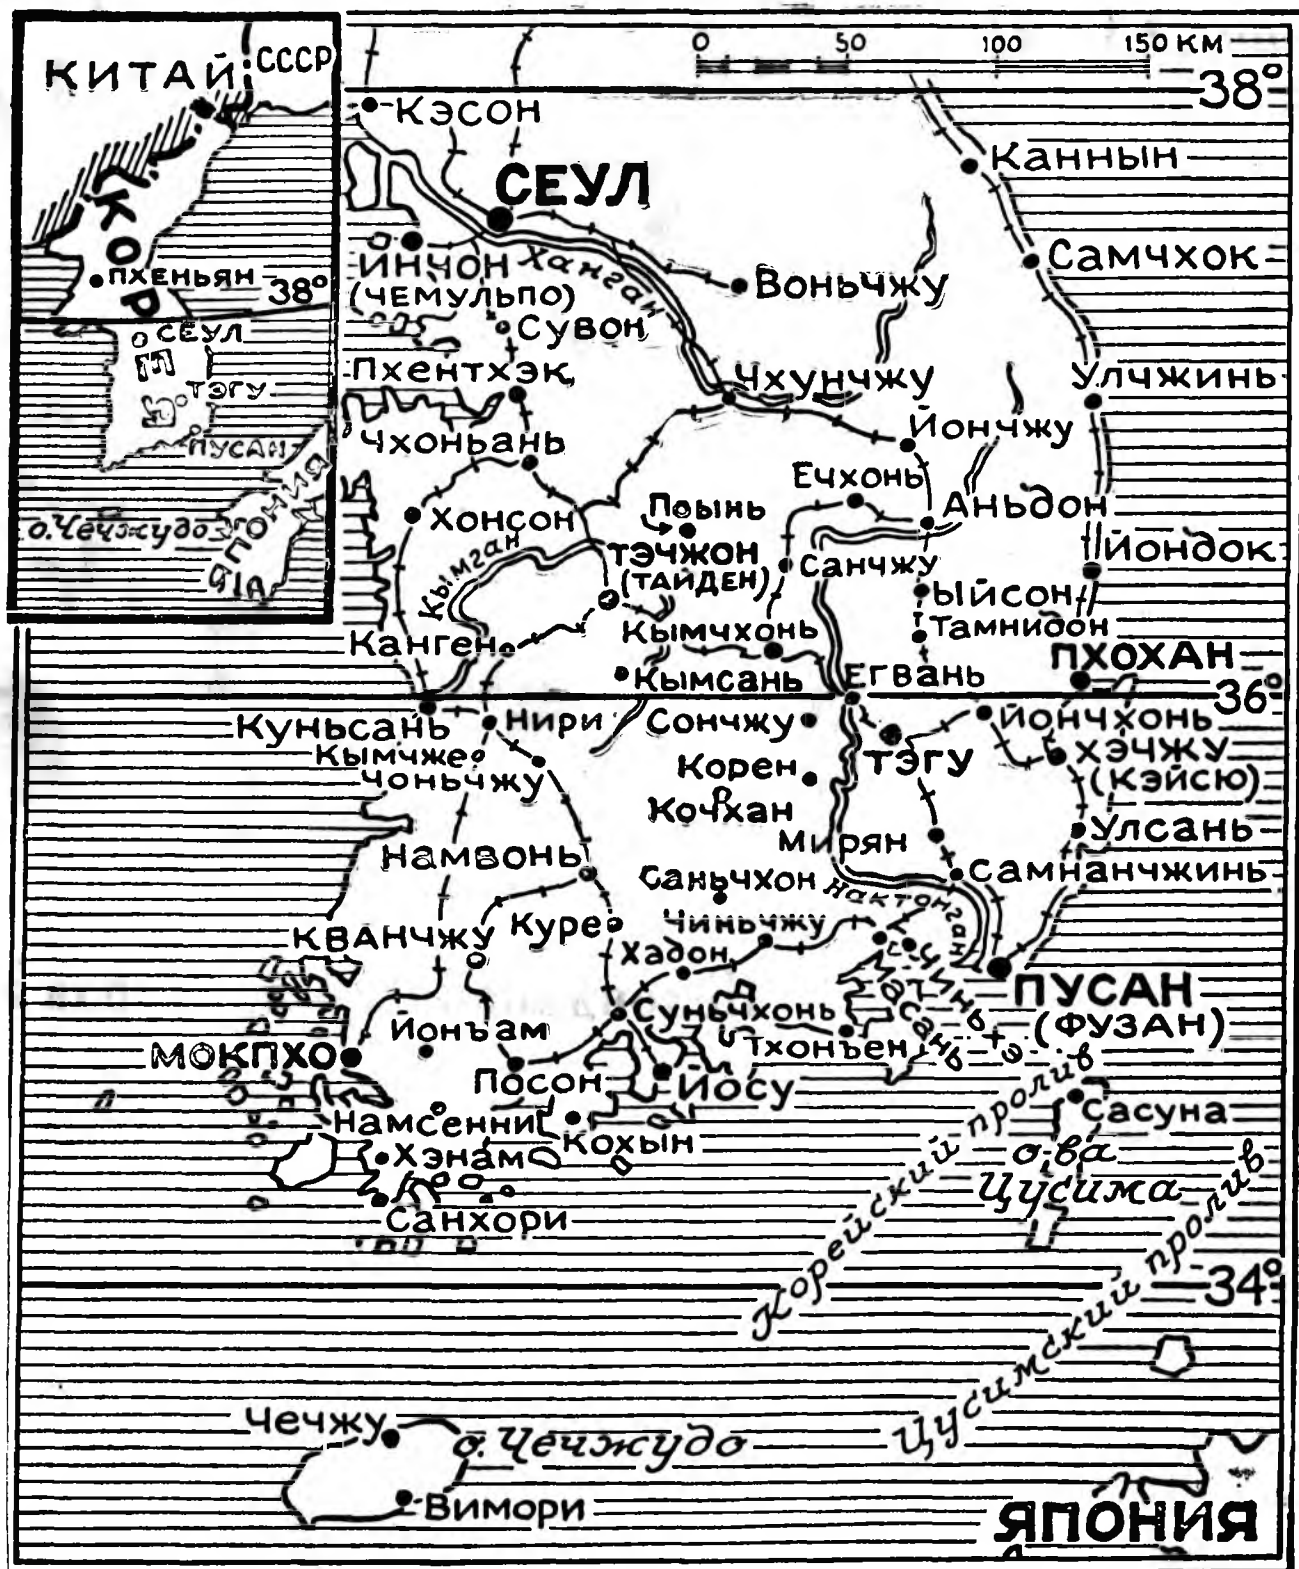 КИТАЙ
СССР
КОР
ПХЕНЬЯН
38°
СЕУЛ
ТЭГУ
ПУСАН
о. Чечжудо
ЯПОНИЯ
0 50 100 150 КМ
38°
Кэсон
СЕУЛ
Каннын
Самчхок
ИНЧОН
(ЧЕМУЛЬПО)
Ханган
Воньчжу
Сувон
Пхентхэк
Чхунчжу
Улчжинь
Чхоньань
Йончжу
Ечхонь
Аньдон
Хонсон
Поынь
Йондок
Кымган
ТЭЧЖОН
(ТАЙДЕН)
Санчжу
Ыйсон
Тамнидон
Канген
Кымчхонь
ПХОХАН
Кымсань
Егвань
36°
Куньсань
Нири
Сончжу
Йончхонь
Кымчже
Чоньчжу
ТЭГУ
ХЭЧЖУ
(КЭЙСЮ)
Корен
Кочхан
Мирян
Улсань
Намвонь
Саньчхон
Нактонган
Самнанчжинь
КВАНЧЖУ
Куре
Чиньчжу
Хадон
Масань
Чиньхэ
ПУСАН
(ФУЗАН)
Суньчхонь
Тхонъен
Йонъам
МОКПХО
Посон
Йосу
Намсенни
Кохын
Хэнам
Санхори
Сасуна
о-ва
Цусима
Корейский пролив
Цусимский пролив
34°
Чечжу
о. Чечжудо
Вимори
ЯПОНИЯ